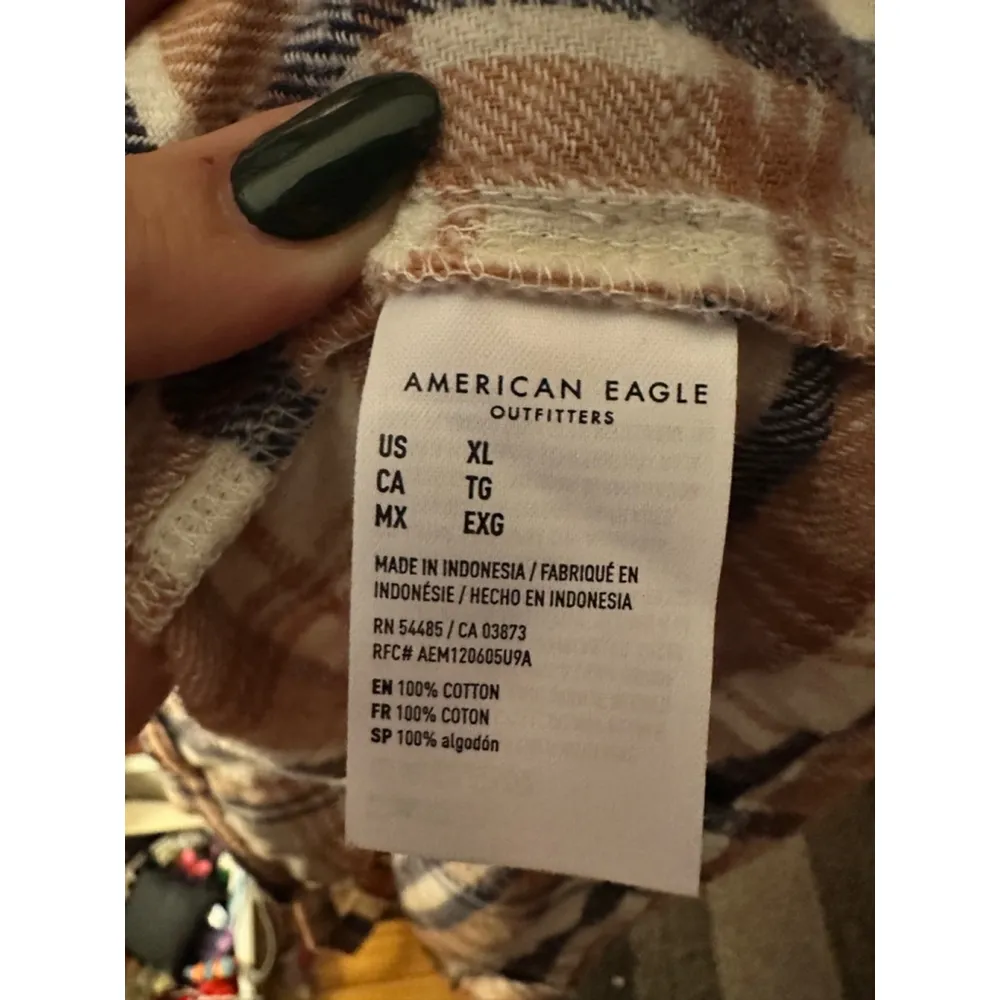 AMERICAN EAGLE
OUTFITTERS
US XL
CA TG
MX EXG
MADE IN INDONESIA / FABRIQUÉ EN
INDONÉSIE / HECHO EN INDONESIA
RN 54485 / CA 03873
RFC# AEM120605U9A
EN 100% COTTON
FR 100% COTON
SP 100% algodón